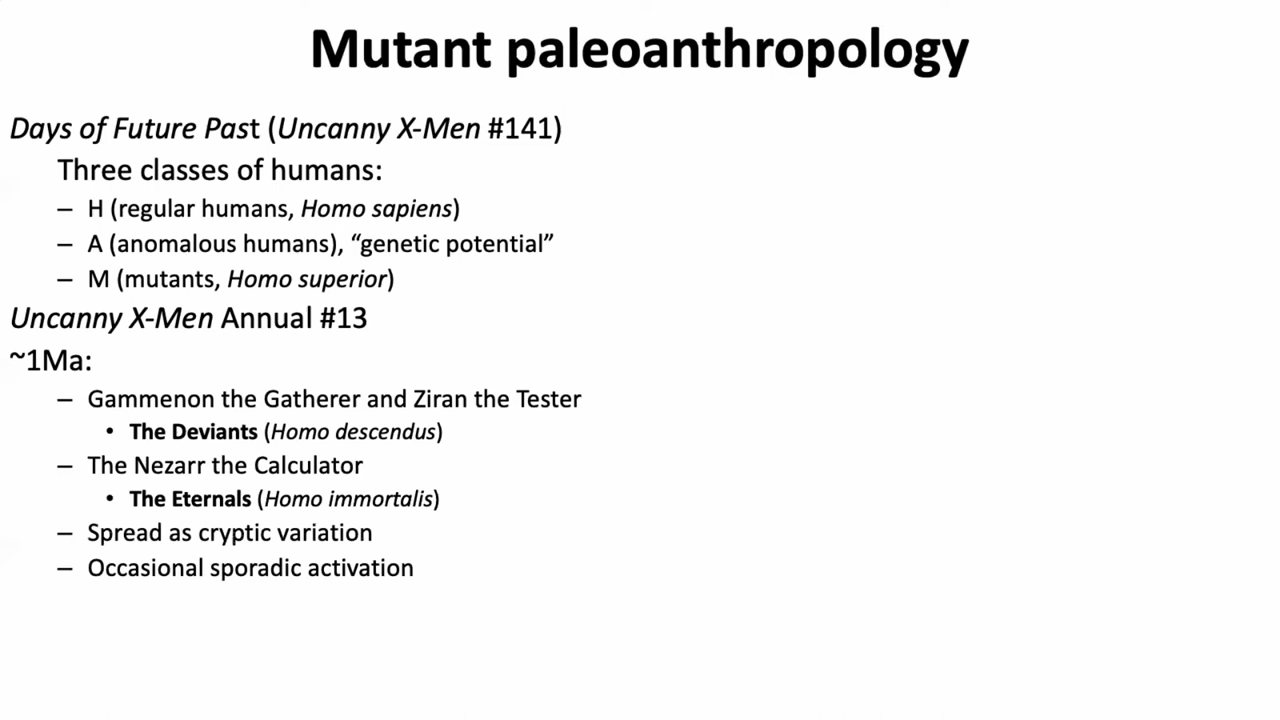 Mutant paleoanthropology
Days of Future Past (Uncanny X-Men #141)
Three classes of humans:
– H (regular humans, Homo sapiens)
– A (anomalous humans), “genetic potential”
– M (mutants, Homo superior)
Uncanny X-Men Annual #13
~1Ma:
– Gammenon the Gatherer and Ziran the Tester
• The Deviants (Homo descendus)
– The Nezarr the Calculator
• The Eternals (Homo immortalis)
– Spread as cryptic variation
– Occasional sporadic activation